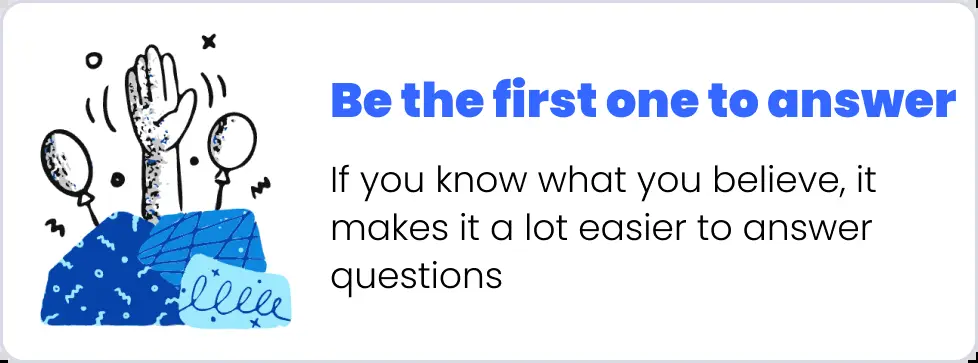 Be the first one to answer
If you know what you believe, it
makes it a lot easier to answer
questions